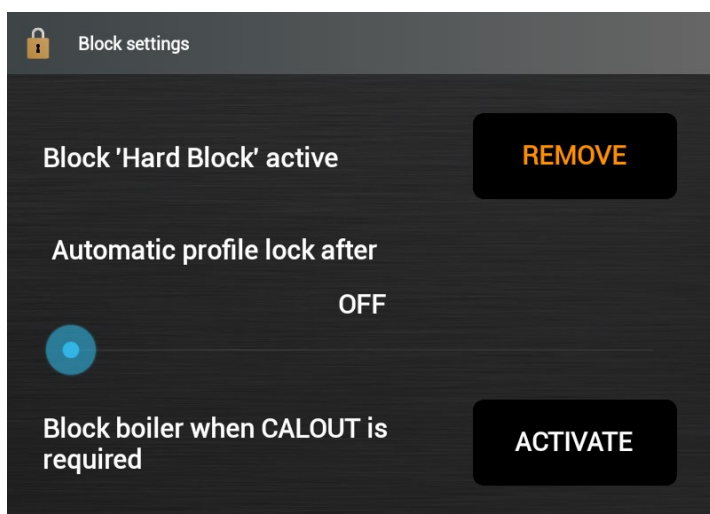 Block settings
Block 'Hard Block' active
REMOVE
Automatic profile lock after
OFF
Block boiler when CALOUT is
required
ACTIVATE